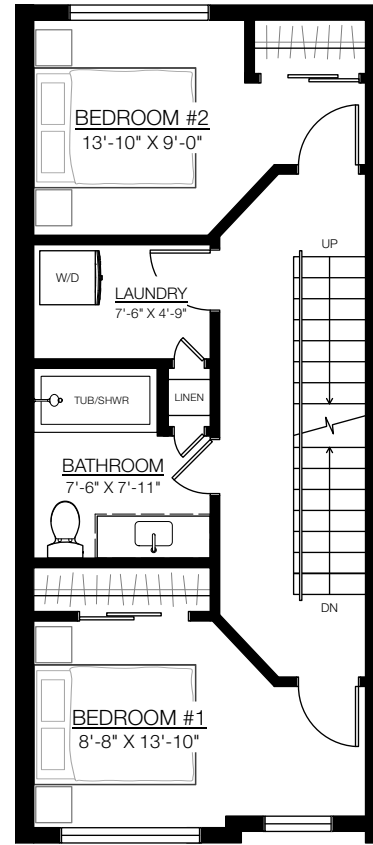 BEDROOM #2
13'-10" X 9'-0"
UP
W/D
LAUNDRY
7'-6" X 4'-9"
TUB/SHWR
LINEN
BATHROOM
7'-6" X 7'-11"
DN
BEDROOM #1
8'-8" X 13'-10"